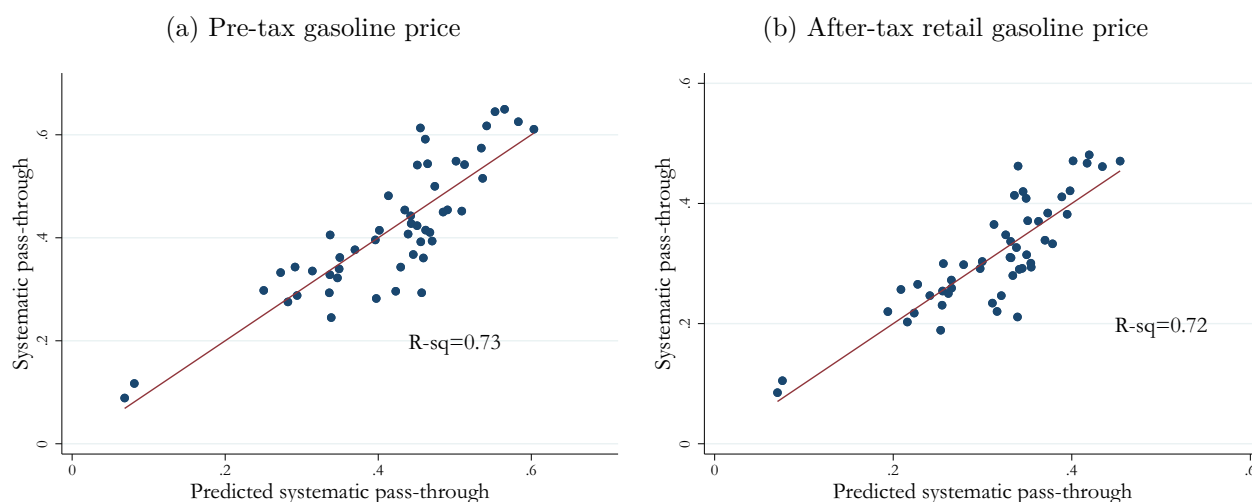 (a) Pre-tax gasoline price
Systematic pass-through
.6
.4
.2
0
R-sq=0.73
0 .2 .4 .6
Predicted systematic pass-through
(b) After-tax retail gasoline price
Systematic pass-through
.6
.4
.2
0
R-sq=0.72
0 .2 .4 .6
Predicted systematic pass-through